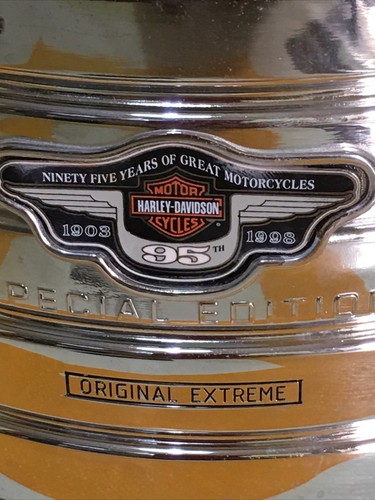 NINETY FIVE YEARS OF GREAT MOTORCYCLES
MOTOR
HARLEY-DAVIDSON
CYCLES
1903 95TH 1998
SPECIAL EDITION
ORIGINAL EXTREME